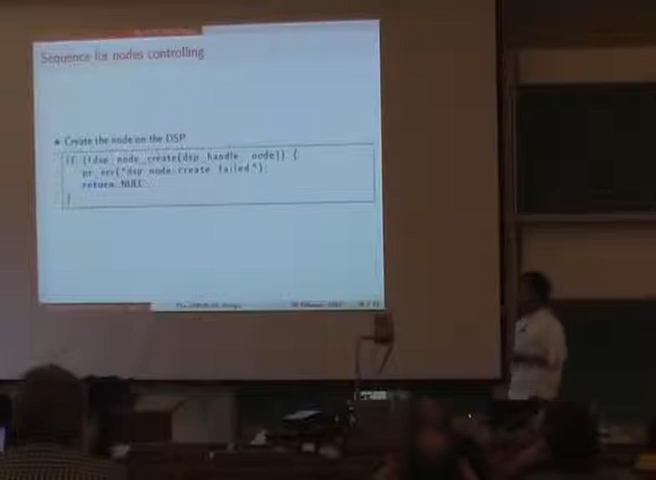 Sequence for nodes controlling
• Create the node on the DSP
if (!dsp_node_create(dsp_handle, node)) {
pr_err("dsp node create failed");
return NULL;
}